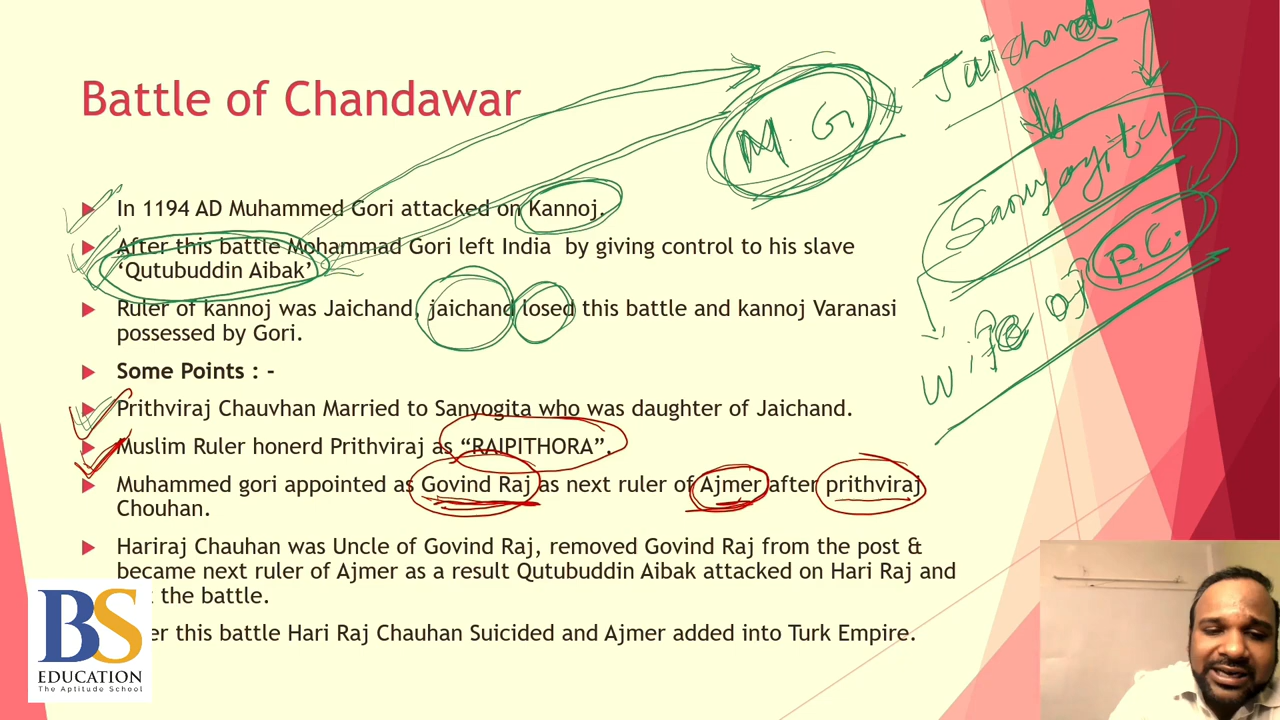 Battle of Chandawar
M. G.
Jaichand
Sanyogita
P.C.
wife of
In 1194 AD Muhammed Gori attacked on Kannoj.
After this battle Mohammad Gori left India by giving control to his slave
‘Qutubuddin Aibak’
Ruler of kannoj was Jaichand, jaichand losed this battle and kannoj Varanasi
possessed by Gori.
Some Points : -
Prithviraj Chauvhan Married to Sanyogita who was daughter of Jaichand.
Muslim Ruler honerd Prithviraj as “RAIPITHORA”.
Muhammed gori appointed as Govind Raj as next ruler of Ajmer after prithviraj
Chouhan.
Hariraj Chauhan was Uncle of Govind Raj, removed Govind Raj from the post &
became next ruler of Ajmer as a result Qutubuddin Aibak attacked on Hari Raj and
the battle.
this battle Hari Raj Chauhan Suicided and Ajmer added into Turk Empire.
BS
EDUCATION
The Aptitude School